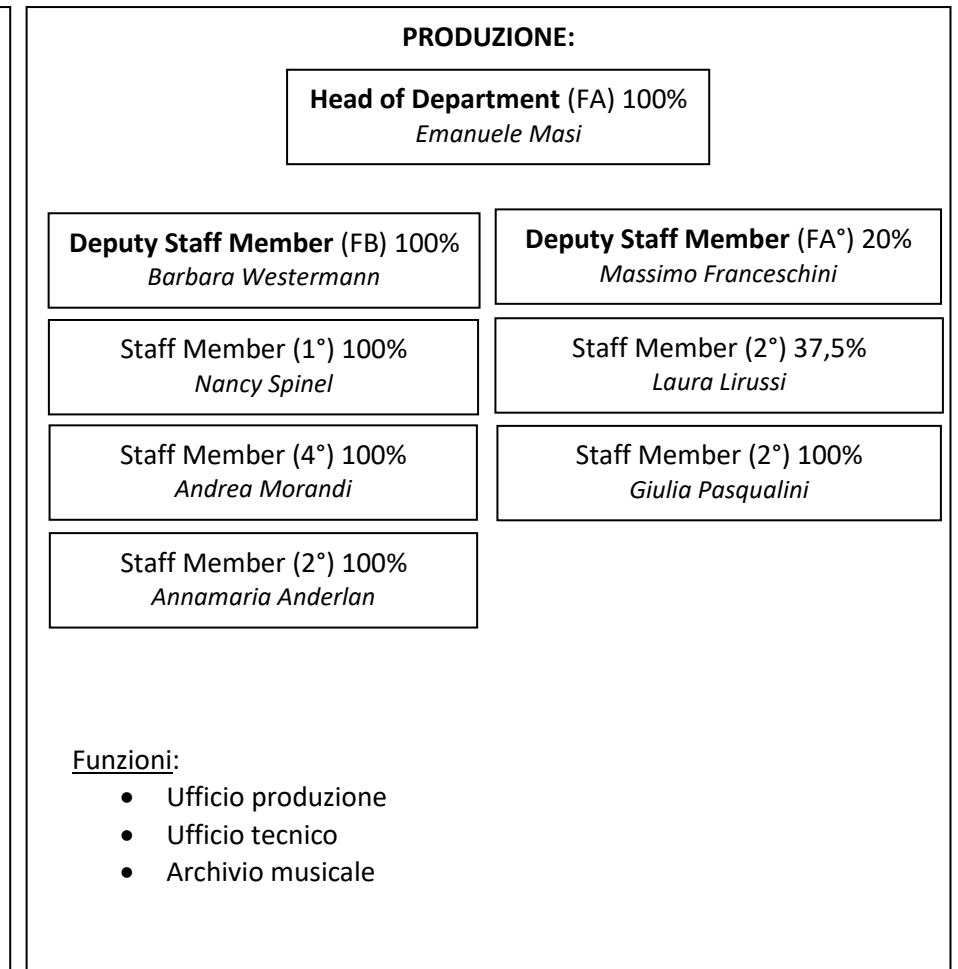 PRODUZIONE:
Head of Department (FA) 100%
Emanuele Masi
Deputy Staff Member (FB) 100%
Barbara Westermann
Deputy Staff Member (FA°) 20%
Massimo Franceschini
Staff Member (1°) 100%
Nancy Spinel
Staff Member (2°) 37,5%
Laura Lirussi
Staff Member (4°) 100%
Andrea Morandi
Staff Member (2°) 100%
Giulia Pasqualini
Staff Member (2°) 100%
Annamaria Anderlan
Funzioni:
• Ufficio produzione
• Ufficio tecnico
• Archivio musicale